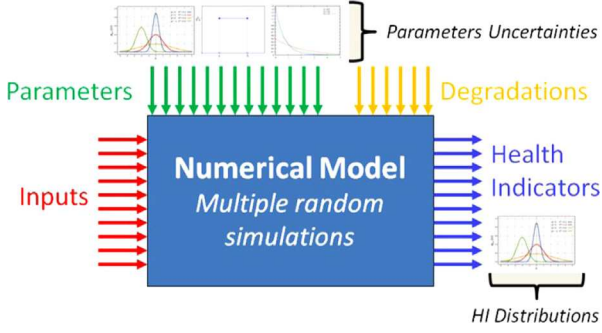 Parameters Uncertainties
Parameters
Degradations
Numerical Model
Multiple random
simulations
Inputs
Health
Indicators
HI Distributions